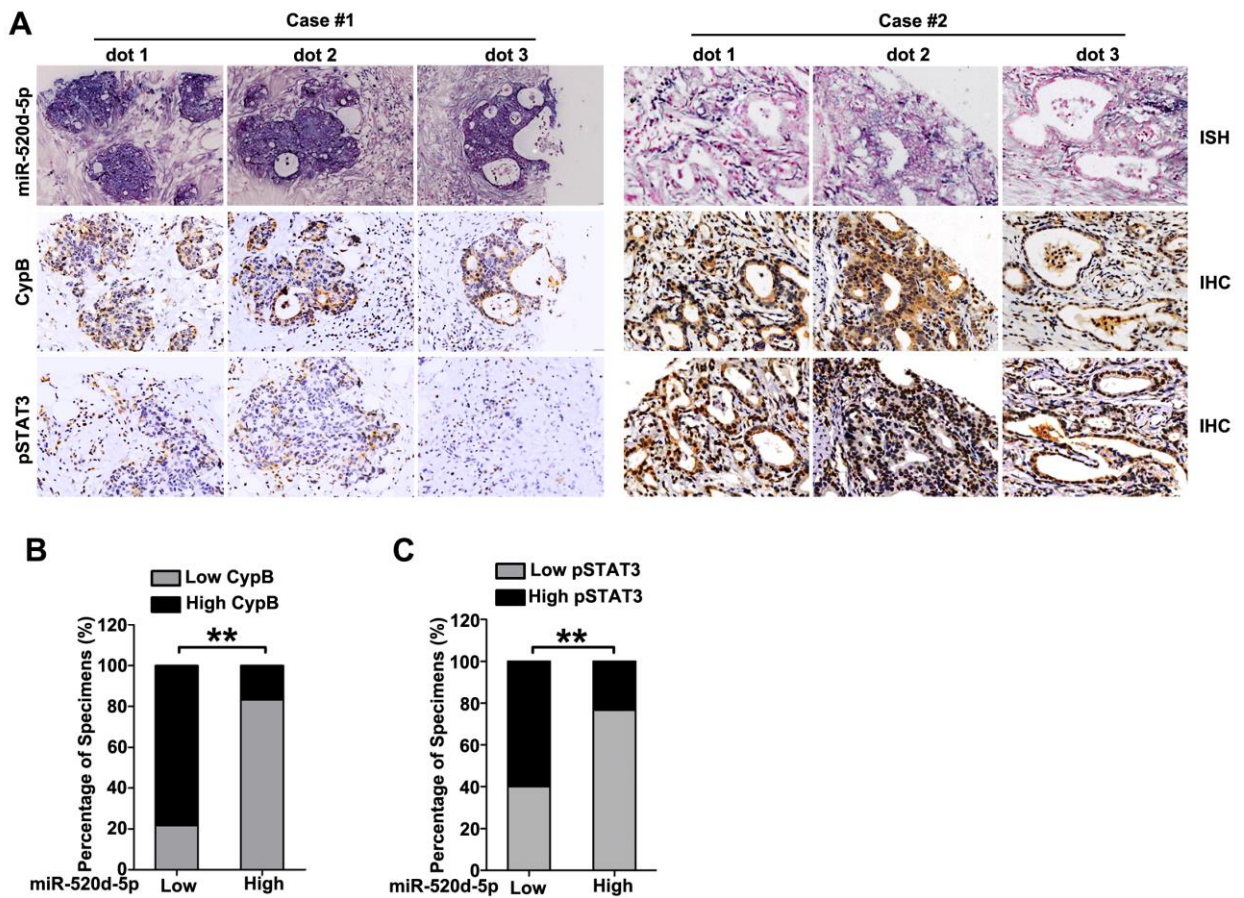 A
Case #1
Case #2
dot 1 dot 2 dot 3 dot 1 dot 2 dot 3
miR-520d-5p
ISH
CypB
IHC
pSTAT3
IHC
B
Low CypB
High CypB
Percentage of Specimens (%)
120
100
80
60
40
20
0
**
miR-520d-5p Low High
C
Low pSTAT3
High pSTAT3
Percentage of Specimens (%)
120
100
80
60
40
20
0
**
miR-520d-5p Low High